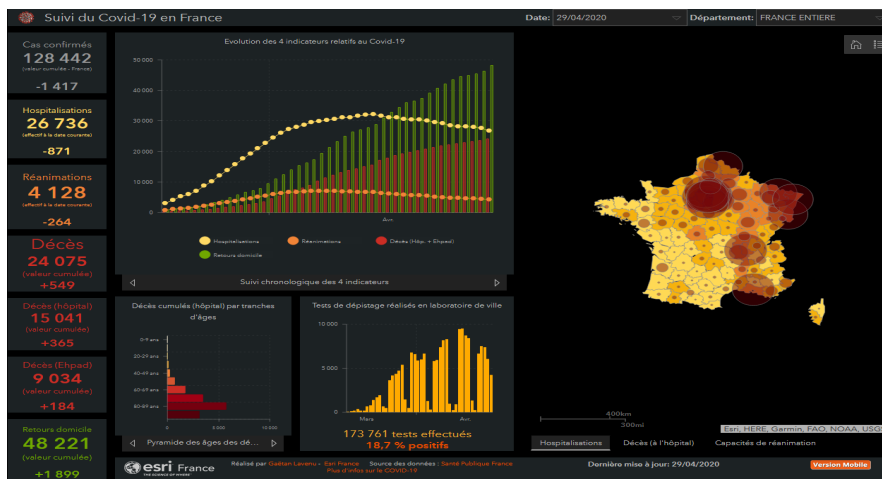 Suivi du Covid-19 en France
Date: 29/04/2020
Département: FRANCE ENTIERE
Cas confirmés
128 442
(valeur cumulée - France)
-1 417
Hospitalisations
26 736
(effectif à la date courante)
-871
Réanimations
4 128
(effectif à la date courante)
-264
Décès
24 075
(valeur cumulée)
+549
Décès (hôpital)
15 041
(valeur cumulée)
+365
Décès (Ehpad)
9 034
(valeur cumulée)
+184
Retours domicile
48 221
(valeur cumulée)
+1 899
Evolution des 4 indicateurs relatifs au Covid-19
50 000
40 000
30 000
20 000
10 000
0
Avr.
Hospitalisations
Réanimations
Décès (Hôp. + Ehpad)
Retours domicile
Suivi chronologique des 4 indicateurs
Décès cumulés (hôpital) par tranches
d'âges
0-9 ans
20-29 ans
40-49 ans
60-69 ans
80-89 ans
0
5 000
10 000
Pyramide des âges des dé...
Tests de dépistage réalisés en laboratoire de ville
10 000
5 000
0
Mars
Avr.
173 761 tests effectués
18,7 % positifs
400km
300mi
Esri, HERE, Garmin, FAO, NOAA, USGS
Hospitalisations
Décès (à l'hôpital)
Capacités de réanimation
esri France
THE SCIENCE OF WHERE
Réalisé par Gaëtan Lavenu - Esri France
Source des données : Santé Publique France
Plus d'infos sur le COVID-19
Dernière mise à jour: 29/04/2020
Version Mobile